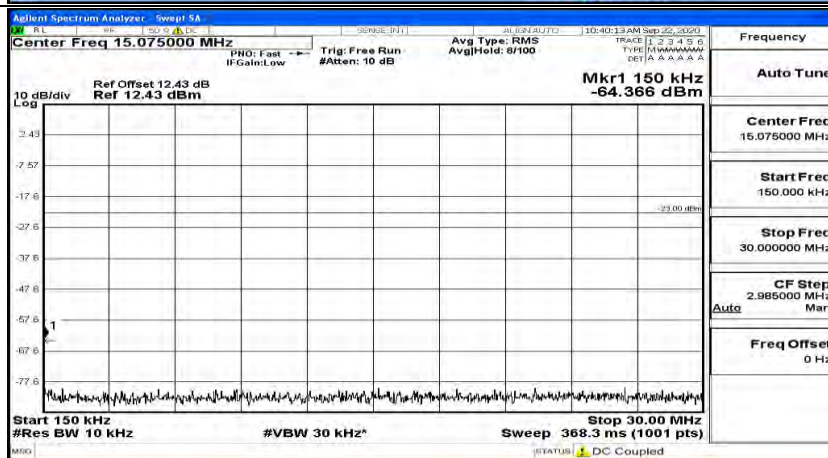 Agilent Spectrum Analyzer - Swept SA
RL RF 50 Ω DC SENSE:INT ALIGN AUTO 10:40:13 AM Sep 22, 2020
Center Freq 15.075000 MHz
PNO: Fast
IFGain:Low
Trig: Free Run
#Atten: 10 dB
Avg Type: RMS
Avg|Hold: 8/100
TRACE 1 2 3 4 5 6
TYPE MWWWWW
DET A A A A A A
Frequency
Mkr1 150 kHz
-64.366 dBm
Ref Offset 12.43 dB
10 dB/div Ref 12.43 dBm
Log
2.43
-7.57
-17.6
-23.00 dBm
-27.6
-37.6
-47.6
-57.6
1
-67.6
-77.6
Start 150 kHz Stop 30.00 MHz
#Res BW 10 kHz #VBW 30 kHz* Sweep 368.3 ms (1001 pts)
MSG STATUS DC Coupled
Auto Tune
Center Freq
15.075000 MHz
Start Freq
150.000 kHz
Stop Freq
30.000000 MHz
CF Step
2.985000 MHz
Auto Man
Freq Offset
0 Hz